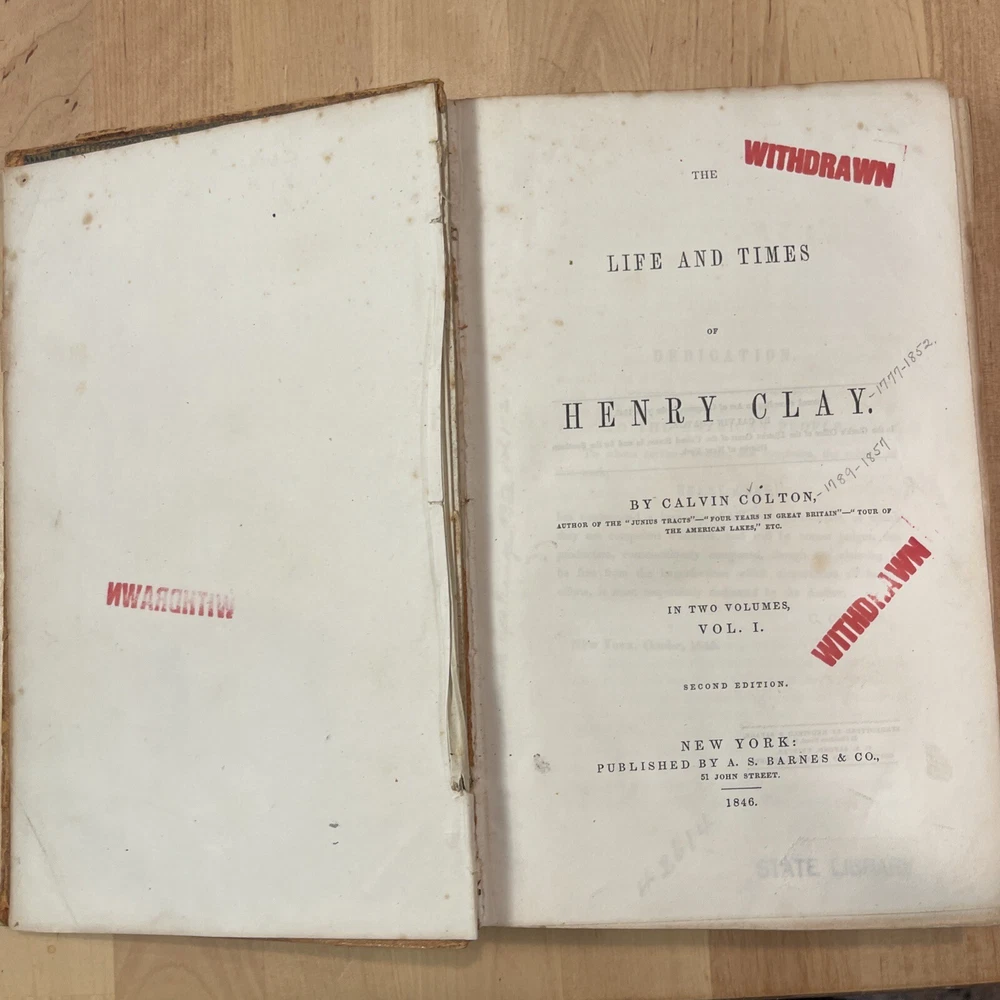 WITHDRAWN
WITHDRAWN
THE
LIFE AND TIMES
OF
DEDICATION
HENRY CLAY.-1777-1852.
BY CALVIN COLTON,-1789-1857
AUTHOR OF THE "JUNIUS TRACTS"—"FOUR YEARS IN GREAT BRITAIN"—"TOUR OF
THE AMERICAN LAKES," ETC.
WITHDRAWN
IN TWO VOLUMES,
VOL. I.
SECOND EDITION.
NEW YORK:
PUBLISHED BY A. S. BARNES & CO.,
51 JOHN STREET.
1846.
STATE LIBRARY